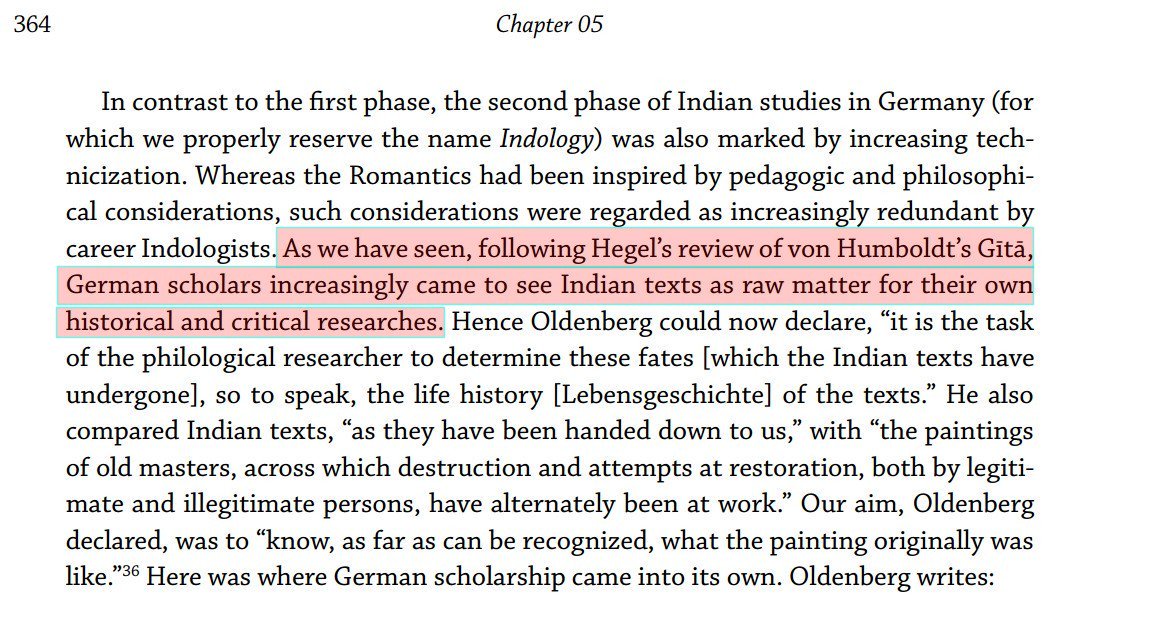 364
Chapter 05
In contrast to the first phase, the second phase of Indian studies in Germany (for
which we properly reserve the name Indology) was also marked by increasing tech-
nicization. Whereas the Romantics had been inspired by pedagogic and philosophi-
cal considerations, such considerations were regarded as increasingly redundant by
career Indologists. As we have seen, following Hegel’s review of von Humboldt’s Gītā,
German scholars increasingly came to see Indian texts as raw matter for their own
historical and critical researches. Hence Oldenberg could now declare, “it is the task
of the philological researcher to determine these fates [which the Indian texts have
undergone], so to speak, the life history [Lebensgeschichte] of the texts.” He also
compared Indian texts, “as they have been handed down to us,” with “the paintings
of old masters, across which destruction and attempts at restoration, both by legiti-
mate and illegitimate persons, have alternately been at work.” Our aim, Oldenberg
declared, was to “know, as far as can be recognized, what the painting originally was
like.”36 Here was where German scholarship came into its own. Oldenberg writes: